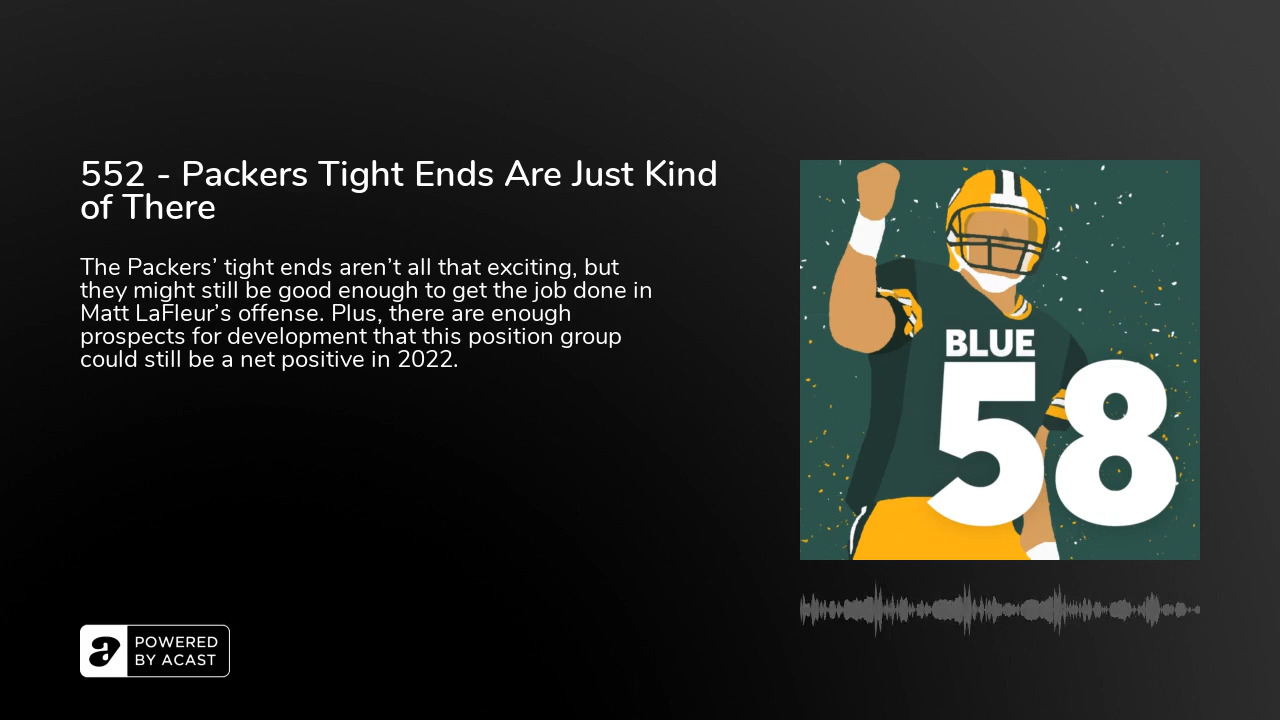 552 - Packers Tight Ends Are Just Kind
of There
The Packers’ tight ends aren’t all that exciting, but
they might still be good enough to get the job done in
Matt LaFleur’s offense. Plus, there are enough
prospects for development that this position group
could still be a net positive in 2022.
BLUE
58
POWERED
BY ACAST